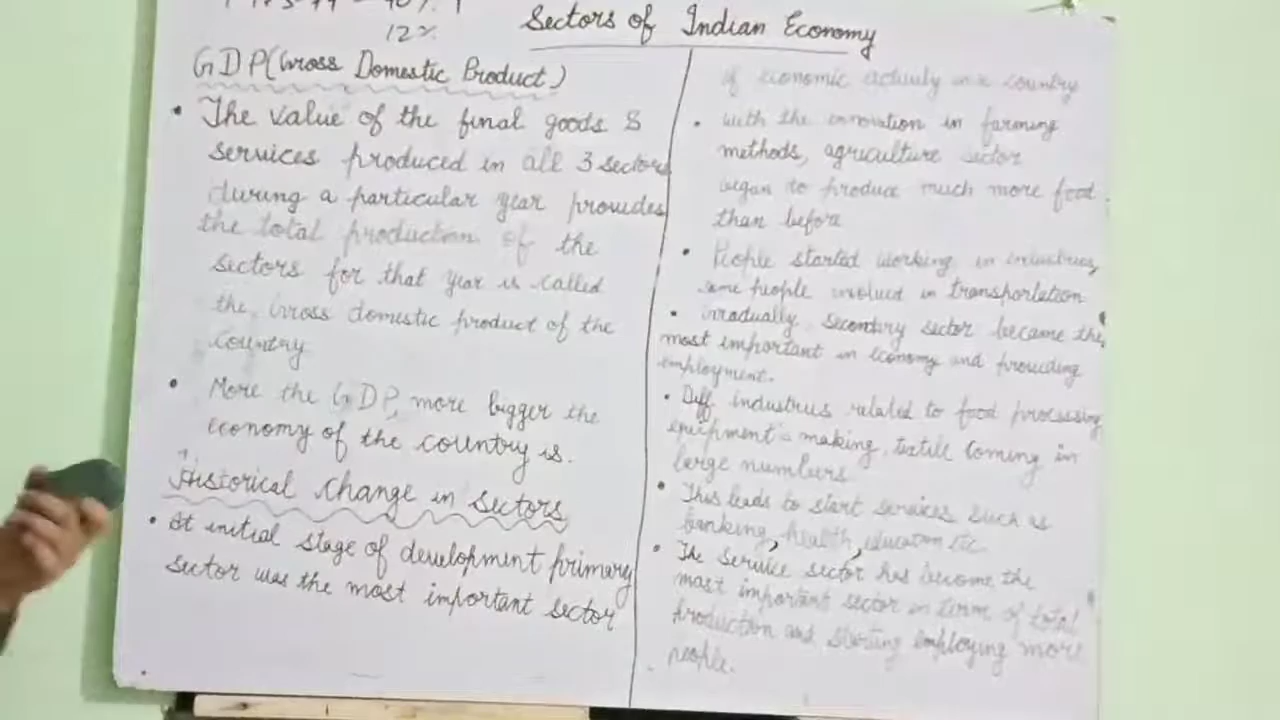 12%
Sectors of Indian Economy
GDP (Gross Domestic Product)
• The value of the final goods &
services produced in all 3 sectors
during a particular year provides
the total production of the
sectors for that year is called
the Gross domestic product of the
country
• More the GDP, more bigger the
economy of the country is.
Historical Change in Sectors
• At initial stage of development primary
sector was the most important sector
of economic activity in a country
• with the innovation in farming
methods, agriculture sector
began to produce much more food
than before
• People started working in industries,
some people involved in transportation
• Gradually secondary sector became the
most important in economy and providing
employment.
• Diff industries related to food processing
equipment making, textile coming in
large numbers
• This leads to start services such as
banking, health, education etc
• The service sector has become the
most important sector in term of total
production and starting employing more
people.